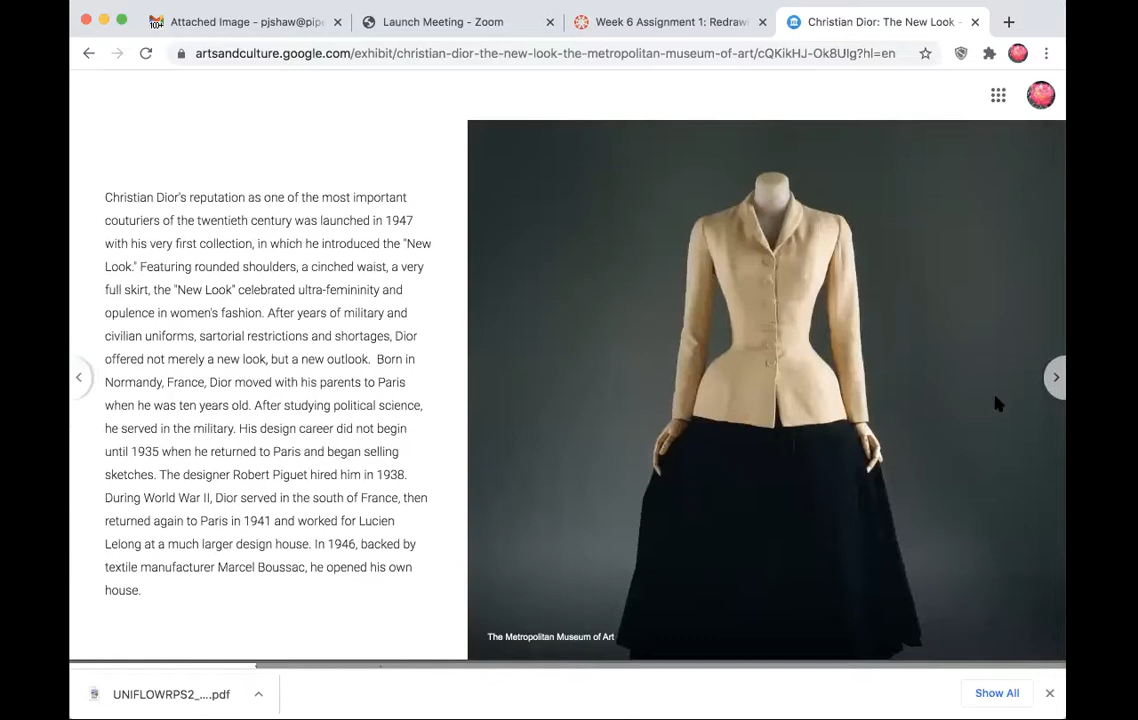 Attached Image - pjshaw@pipe
Launch Meeting - Zoom
Week 6 Assignment 1: Redraw
Christian Dior: The New Look -
artsandculture.google.com/exhibit/christian-dior-the-new-look-the-metropolitan-museum-of-art/cQKikHJ-Ok8UIg?hl=en
Christian Dior's reputation as one of the most important
couturiers of the twentieth century was launched in 1947
with his very first collection, in which he introduced the "New
Look." Featuring rounded shoulders, a cinched waist, a very
full skirt, the "New Look" celebrated ultra-femininity and
opulence in women's fashion. After years of military and
civilian uniforms, sartorial restrictions and shortages, Dior
offered not merely a new look, but a new outlook. Born in
Normandy, France, Dior moved with his parents to Paris
when he was ten years old. After studying political science,
he served in the military. His design career did not begin
until 1935 when he returned to Paris and began selling
sketches. The designer Robert Piguet hired him in 1938.
During World War II, Dior served in the south of France, then
returned again to Paris in 1941 and worked for Lucien
Lelong at a much larger design house. In 1946, backed by
textile manufacturer Marcel Boussac, he opened his own
house.
The Metropolitan Museum of Art
UNIFLOWRPS2_....pdf
Show All